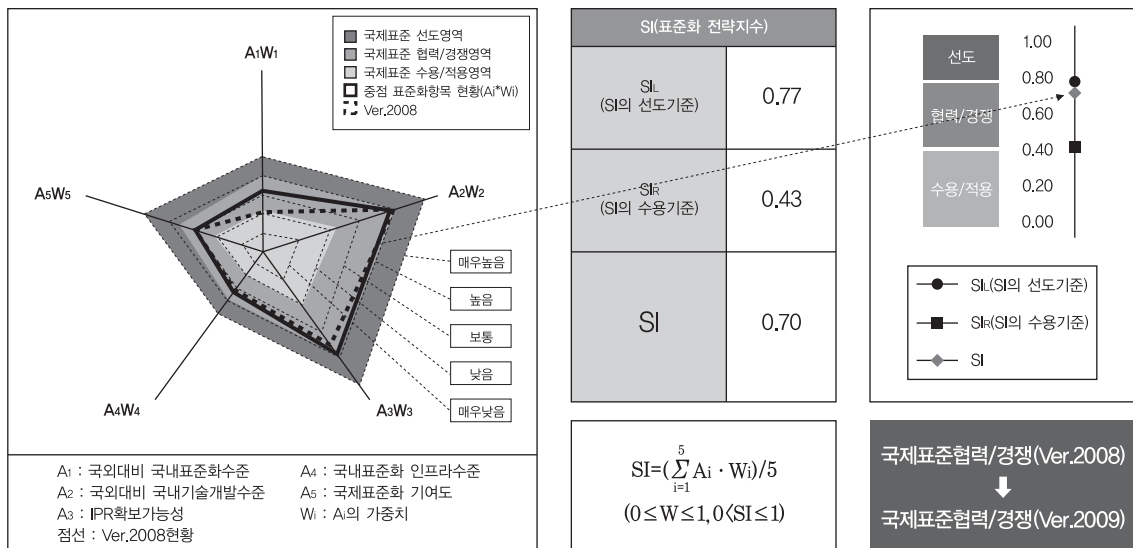 국제표준 선도영역
국제표준 협력/경쟁영역
국제표준 수용/적용영역
중점 표준화항목 현황(Ai*Wi)
Ver.2008
A1W1
A2W2
A3W3
A4W4
A5W5
매우높음
높음
보통
낮음
매우낮음
A1 : 국외대비 국내표준화수준
A2 : 국외대비 국내기술개발수준
A3 : IPR확보가능성
점선 : Ver.2008현황
A4 : 국내표준화 인프라수준
A5 : 국제표준화 기여도
Wi : Ai의 가중치
SI(표준화 전략지수)
SIL
(SI의 선도기준)
0.77
SIR
(SI의 수용기준)
0.43
SI
0.70
SI=(∑Ai · Wi)/5
5
i=1
(0≤W≤1, 0<SI≤1)
선도
협력/경쟁
수용/적용
1.00
0.80
0.60
0.40
0.20
0.00
SIL(SI의 선도기준)
SIR(SI의 수용기준)
SI
국제표준협력/경쟁(Ver.2008)
국제표준협력/경쟁(Ver.2009)